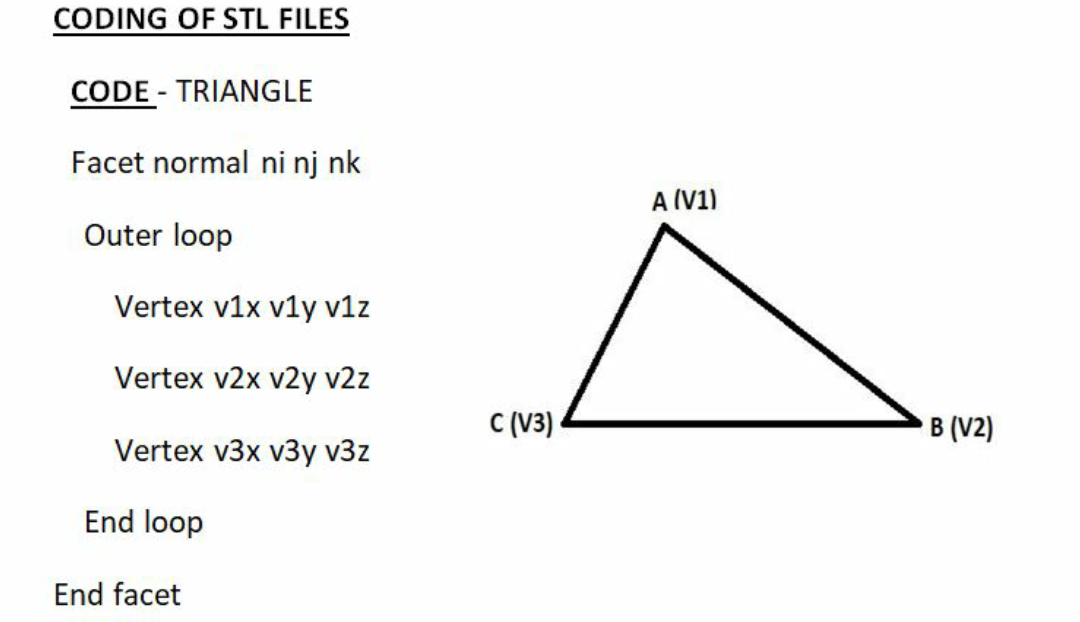 CODING OF STL FILES
CODE - TRIANGLE
Facet normal ni nj nk
Outer loop
Vertex v1x v1y v1z
Vertex v2x v2y v2z
Vertex v3x v3y v3z
End loop
End facet
A (V1)
C (V3)
B (V2)